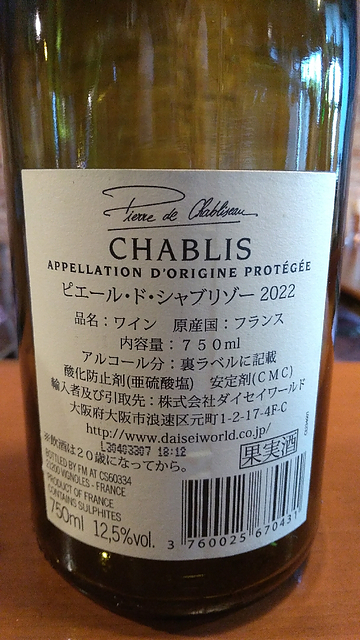 Pierre de Chabliseau
CHABLIS
APPELLATION D'ORIGINE PROTÉGÉE
ピエール・ド・シャブリゾー 2022
品名：ワイン 原産国：フランス
内容量：７５０ml
アルコール分：裏ラベルに記載
酸化防止剤(亜硫酸塩) 安定剤(CMC)
輸入者及び引取先：株式会社ダイセイワールド
大阪府大阪市浪速区元町1-2-17-4F-C
http://www.daiseiworld.co.jp/
※飲酒は２０歳になってから。
果実酒
L39403307 18:12
BOTTLED BY FM AT CS60334
21200 VIGNOLES - FRANCE
PRODUCT OF FRANCE
CONTAINS SULPHITES
750ml 12,5%vol.
3 760025 670431